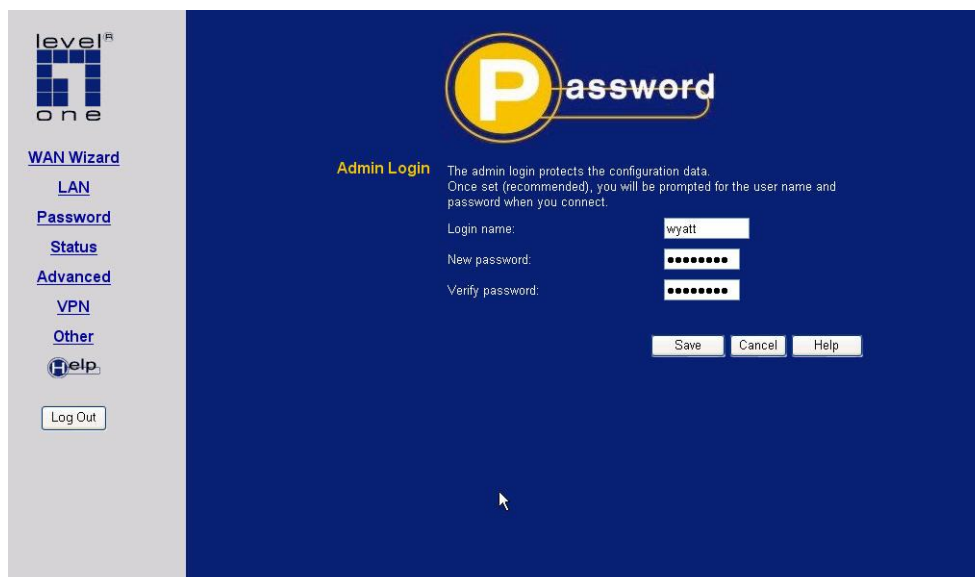 level®
one
WAN Wizard
LAN
Password
Status
Advanced
VPN
Other
Help
Log Out
Password
Admin Login
The admin login protects the configuration data.
Once set (recommended), you will be prompted for the user name and
password when you connect.
Login name: wyatt
New password: ●●●●●●●●
Verify password: ●●●●●●●●
Save Cancel Help